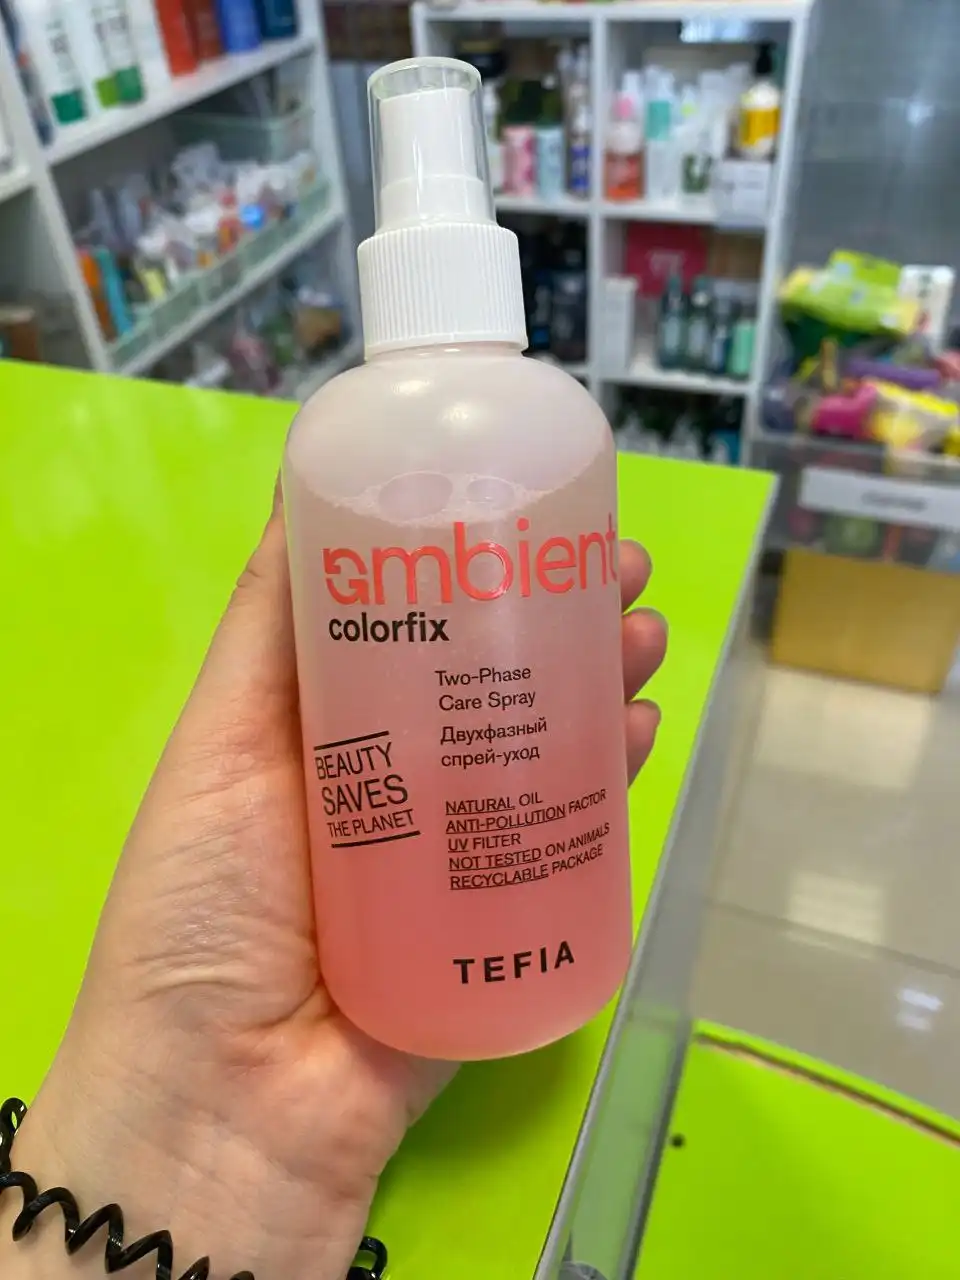 ambient
colorfix
Two-Phase
Care Spray
Двухфазный
спрей-уход
BEAUTY
SAVES
THE PLANET
NATURAL OIL
ANTI-POLLUTION FACTOR
UV FILTER
NOT TESTED ON ANIMALS
RECYCLABLE PACKAGE
TEFIA